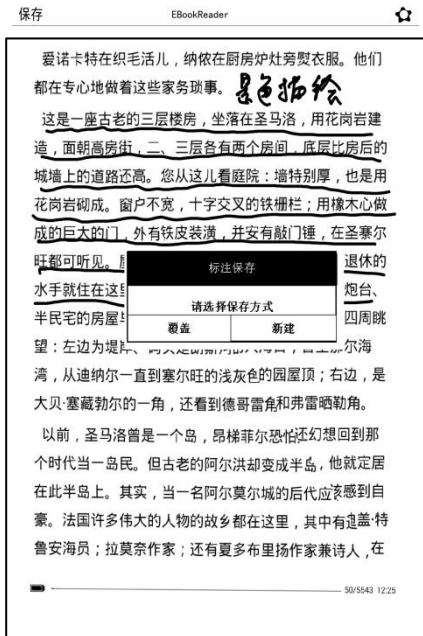 保存
EBookReader
爱诺卡特在织毛活儿，纳侬在厨房炉灶旁熨衣服。他们
都在专心地做着这些家务琐事。
景色描绘
这是一座古老的三层楼房，坐落在圣马洛，用花岗岩建
造，面朝高房街，二、三层各有两个房间，底层比房后的
城墙上的道路还高。您从这儿看庭院：墙特别厚，也是用
花岗岩砌成。窗户不宽，十字交叉的铁栅栏；用橡木心做
成的巨大的门，外有铁皮装潢，并安有敲门锤，在圣塞尔
旺都可听见。
退休的
标注保存
水手就住在这
炮台、
请选择保存方式
半民宅的房屋
四周眺
覆盖
新建
望：左边为堤
尔海
湾，从迪纳尔一直到塞尔旺的浅灰色的园屋顶；右边，是
大贝·塞藏勃尔的一角，还看到德哥雷角和弗雷晒勒角。
以前，圣马洛曾是一个岛，昂梯菲尔恐怕还幻想回到那
个时代当一岛民。但古老的阿尔洪却变成半岛，他就定居
在此半岛上。其实，当一名阿尔莫尔城的后代应该感到自
豪。法国许多伟大的人物的故乡都在这里，其中有迪盖·特
鲁安海员；拉莫奈作家；还有夏多布里扬作家兼诗人，在
50/5543 12:25